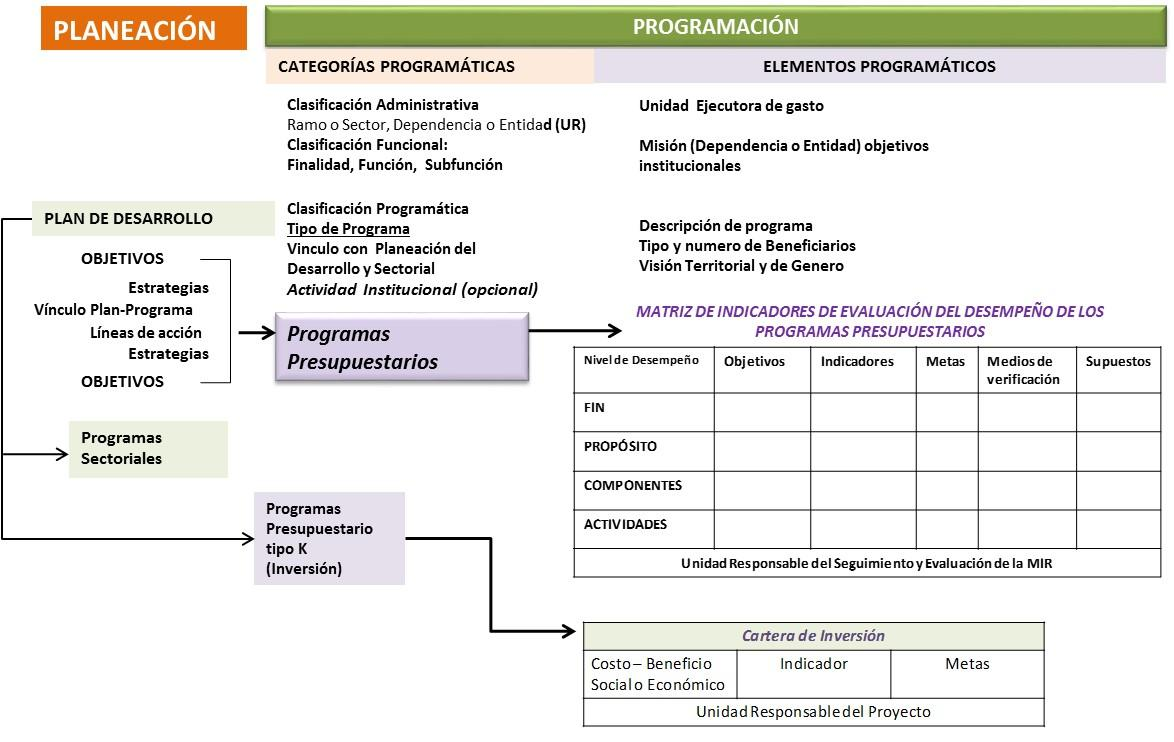 PLANEACIÓN
PROGRAMACIÓN
CATEGORÍAS PROGRAMÁTICAS
ELEMENTOS PROGRAMÁTICOS
Clasificación Administrativa
Ramo o Sector, Dependencia o Entidad (UR)
Clasificación Funcional:
Finalidad, Función, Subfunción
Unidad Ejecutora de gasto
Misión (Dependencia o Entidad) objetivos
institucionales
PLAN DE DESARROLLO
Clasificación Programática
Tipo de Programa
Vinculo con Planeación del
Desarrollo y Sectorial
Actividad Institucional (opcional)
Descripción de programa
Tipo y numero de Beneficiarios
Visión Territorial y de Genero
OBJETIVOS
Estrategias
Vínculo Plan-Programa
Líneas de acción
Estrategias
OBJETIVOS
Programas
Presupuestarios
MATRIZ DE INDICADORES DE EVALUACIÓN DEL DESEMPEÑO DE LOS
PROGRAMAS PRESUPUESTARIOS
Nivel de Desempeño Objetivos Indicadores Metas Medios de verificación Supuestos
FIN
PROPÓSITO
COMPONENTES
ACTIVIDADES
Unidad Responsable del Seguimiento y Evaluación de la MIR
Programas
Sectoriales
Programas
Presupuestario
tipo K
(Inversión)
Cartera de Inversión
Costo – Beneficio
Social o Económico
Indicador
Metas
Unidad Responsable del Proyecto